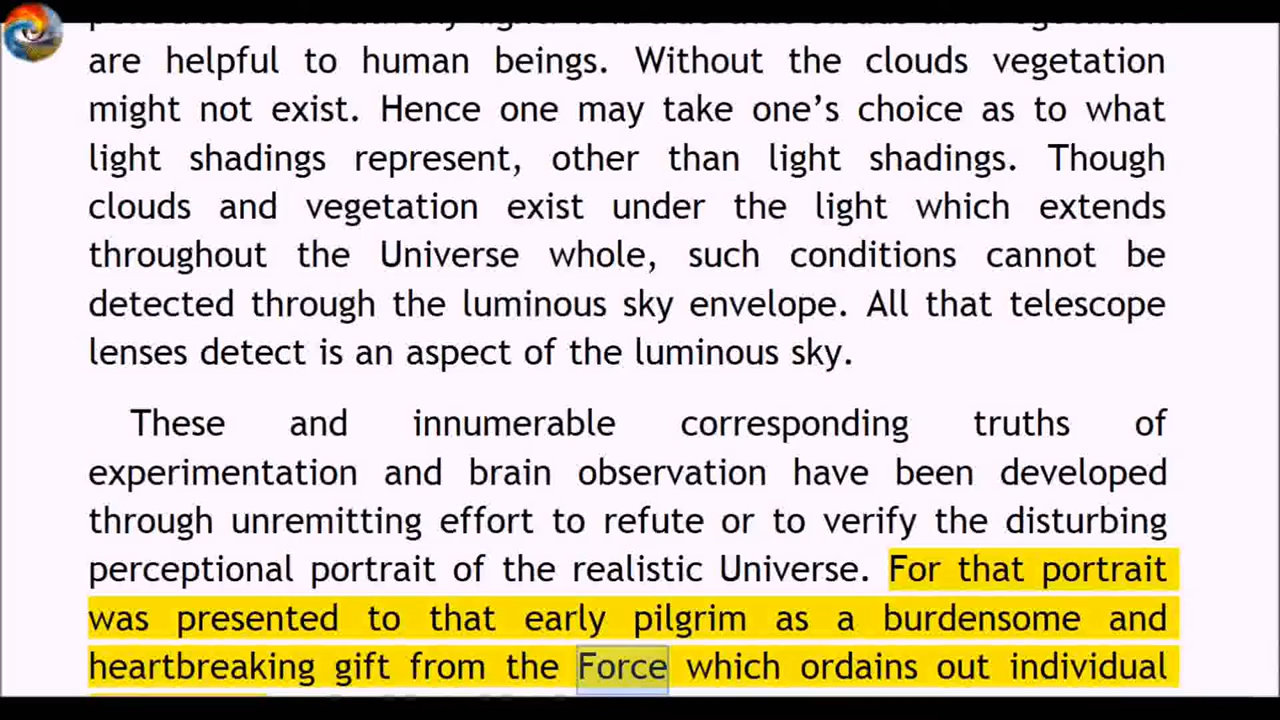 are helpful to human beings. Without the clouds vegetation
might not exist. Hence one may take one’s choice as to what
light shadings represent, other than light shadings. Though
clouds and vegetation exist under the light which extends
throughout the Universe whole, such conditions cannot be
detected through the luminous sky envelope. All that telescope
lenses detect is an aspect of the luminous sky.
These and innumerable corresponding truths of
experimentation and brain observation have been developed
through unremitting effort to refute or to verify the disturbing
perceptional portrait of the realistic Universe. For that portrait
was presented to that early pilgrim as a burdensome and
heartbreaking gift from the Force which ordains out individual